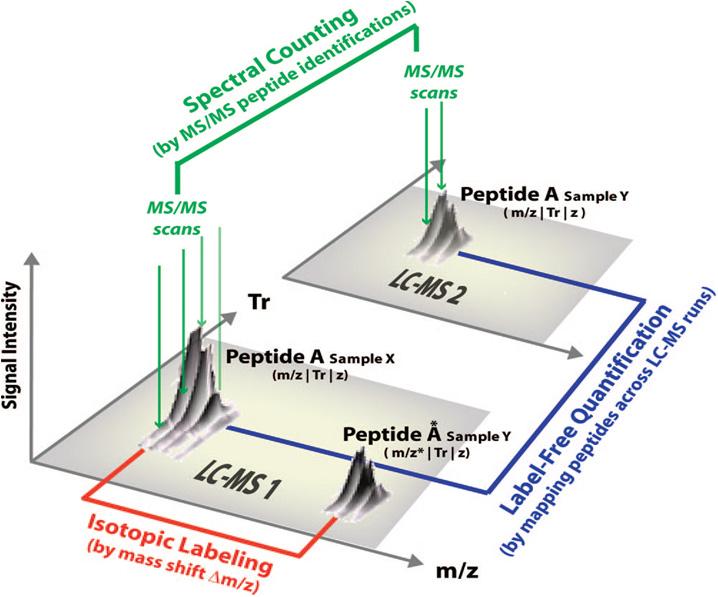 Spectral Counting
(by MS/MS peptide identifications)
MS/MS
scans
MS/MS
scans
Peptide A Sample Y
( m/z | Tr | z )
LC-MS 2
Tr
Signal Intensity
Peptide A Sample X
(m/z | Tr | z)
Peptide A* Sample Y
( m/z* | Tr | z)
LC-MS 1
Label-Free Quantification
(by mapping peptides across LC-MS runs)
Isotopic Labeling
(by mass shift Δm/z)
m/z